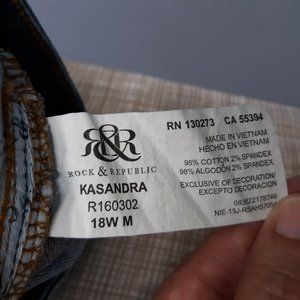 R&R
ROCK & REPUBLIC
KASANDRA
R160302
18W M
RN 130273 CA 55394
MADE IN VIETNAM
HECHO EN VIETNAM
98% COTTON 2% SPANDEX
98% ALGODON 2% SPANDEX
EXCLUSIVE OF DECORATION/
EXCEPTO DECORACION
083622178746